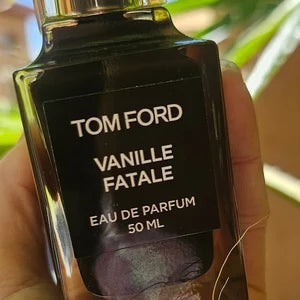 TOM FORD
VANILLE
FATALE
EAU DE PARFUM
50 ML